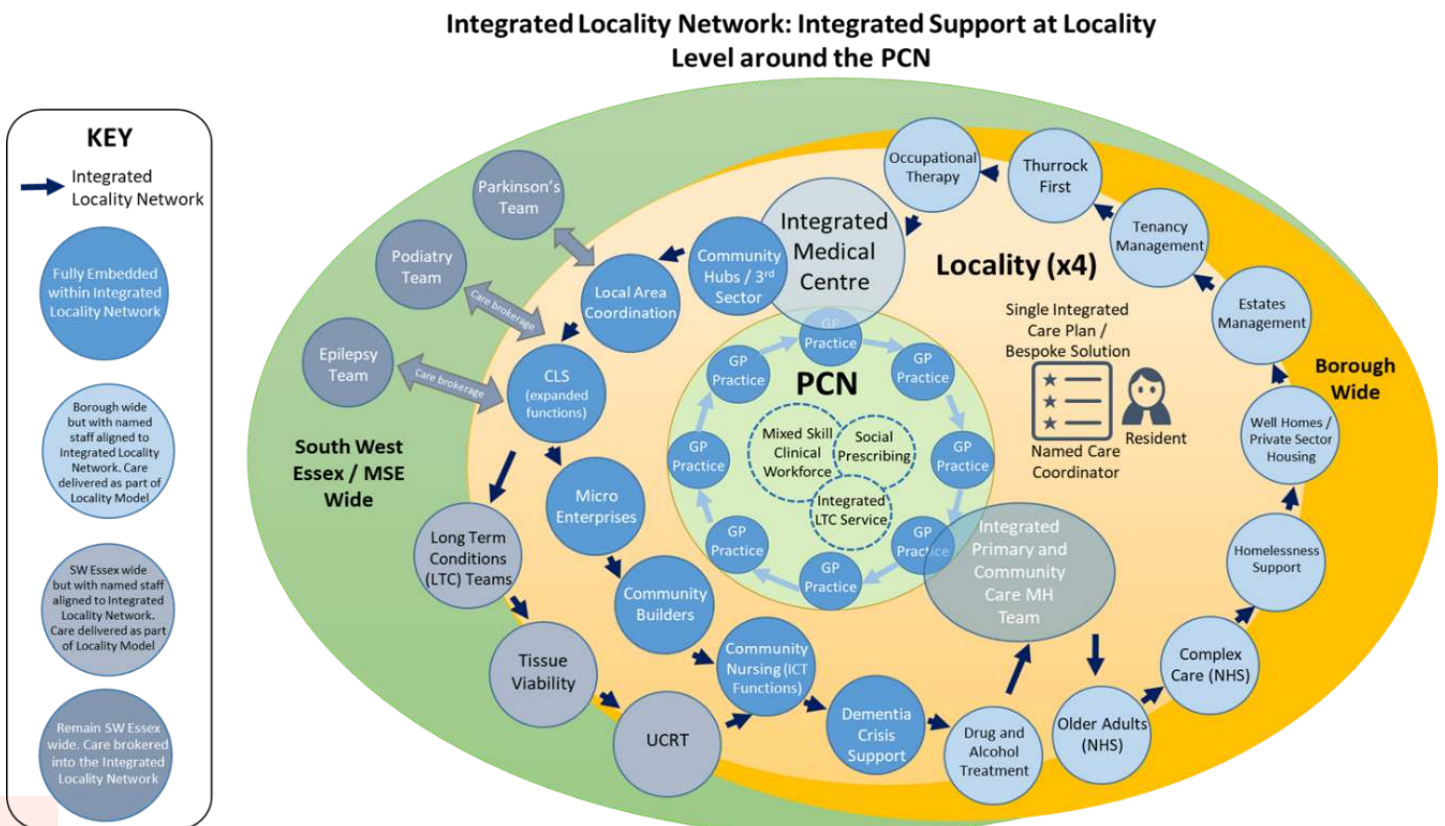 Integrated Locality Network: Integrated Support at Locality
Level around the PCN
KEY
Integrated
Locality Network
Fully Embedded
within Integrated
Locality Network
Borough wide
but with named
staff aligned to
Integrated Locality
Network. Care
delivered as part of
Locality Model
SW Essex wide
but with named staff
aligned to Integrated
Locality Network.
Care delivered as part
of Locality Model
Remain SW Essex
wide. Care brokered
into the Integrated
Locality Network
Parkinson's
Team
Podiatry
Team
Epilepsy
Team
Care brokerage
Care brokerage
South West
Essex / MSE
Wide
Occupational
Therapy
Thurrock
First
Tenancy
Management
Estates
Management
Borough
Wide
Well Homes /
Private Sector
Housing
Homelessness
Support
Complex
Care (NHS)
Older Adults
(NHS)
Drug and
Alcohol
Treatment
Dementia
Crisis
Support
Community
Nursing (ICT
Functions)
UCRT
Tissue
Viability
Long Term
Conditions
(LTC) Teams
Community
Builders
Micro
Enterprises
CLS
(expanded
functions)
Local Area
Coordination
Community
Hubs / 3rd
Sector
Integrated
Medical
Centre
Locality (x4)
Single Integrated
Care Plan /
Bespoke Solution
Resident
Named Care
Coordinator
GP
Practice
GP
Practice
GP
Practice
GP
Practice
GP
Practice
GP
Practice
GP
Practice
GP
Practice
PCN
Mixed Skill
Clinical
Workforce
Social
Prescribing
Integrated
LTC Service
Integrated
Primary and
Community
Care MH
Team